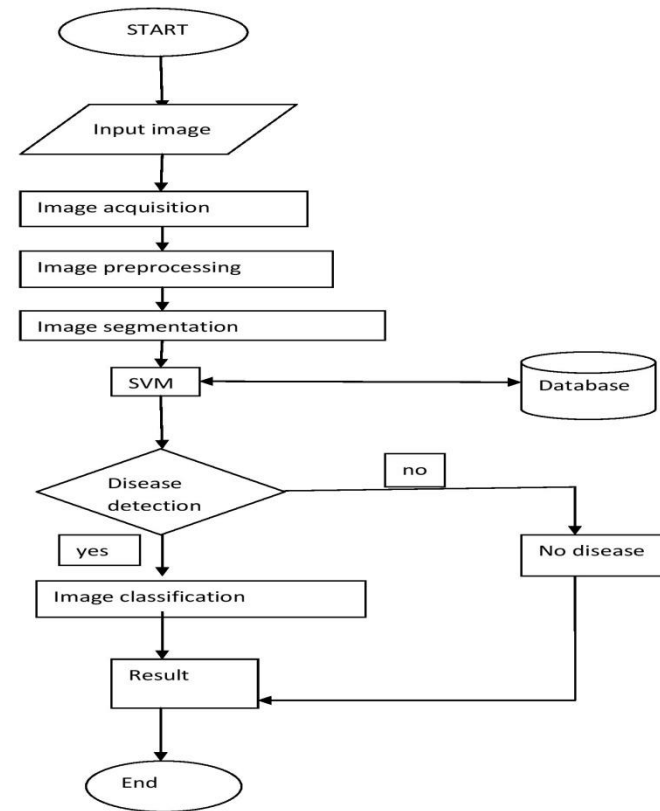 START
Input image
Image acquisition
Image preprocessing
Image segmentation
SVM
Database
Disease
detection
no
yes
No disease
Image classification
Result
End